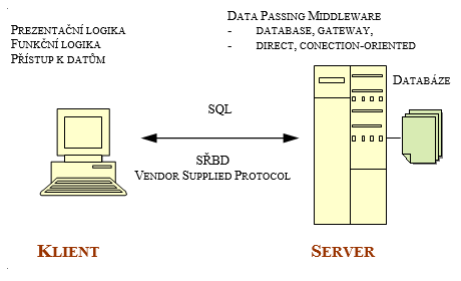 PREZENTAČNÍ LOGIKA
FUNKČNÍ LOGIKA
PŘÍSTUP K DATŮM
DATA PASSING MIDDLEWARE
- DATABASE, GATEWAY,
- DIRECT, CONECTION-ORIENTED
DATABÁZE
SQL
SŘBD
VENDOR SUPPLIED PROTOCOL
KLIENT
SERVER